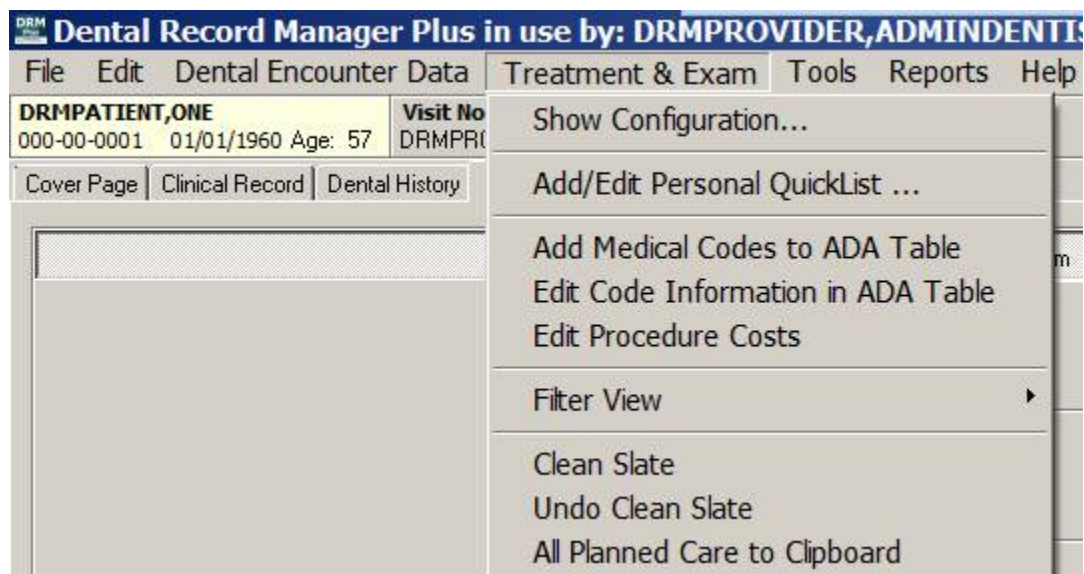 DRM Dental Record Manager Plus in use by: DRMPROVIDER,ADMINDENTIS
File Edit Dental Encounter Data Treatment & Exam Tools Reports Help
DRMPATIENT,ONE
000-00-0001 01/01/1960 Age: 57
Visit No
DRMPR
Cover Page Clinical Record Dental History
Show Configuration...
Add/Edit Personal QuickList ...
Add Medical Codes to ADA Table
m
Edit Code Information in ADA Table
Edit Procedure Costs
Filter View
Clean Slate
Undo Clean Slate
All Planned Care to Clipboard